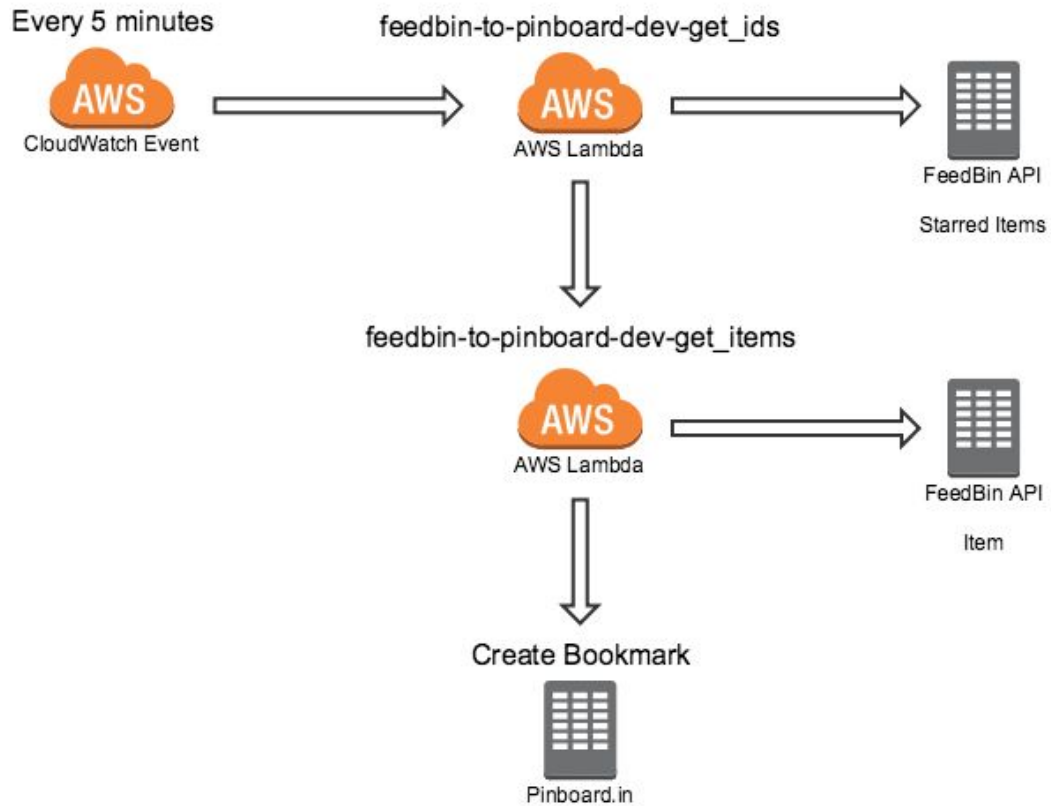 Every 5 minutes
feedbin-to-pinboard-dev-get_ids
AWS
CloudWatch Event
AWS
AWS Lambda
FeedBin API
Starred Items
feedbin-to-pinboard-dev-get_items
AWS
AWS Lambda
FeedBin API
Item
Create Bookmark
Pinboard.in